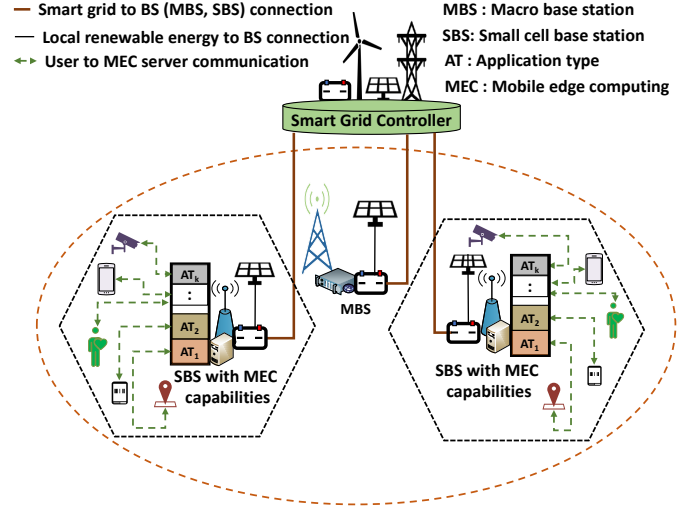 Smart grid to BS (MBS, SBS) connection
Local renewable energy to BS connection
User to MEC server communication
MBS : Macro base station
SBS: Small cell base station
AT : Application type
MEC : Mobile edge computing
Smart Grid Controller
MBS
ATk
:
AT2
AT1
SBS with MEC
capabilities
ATk
:
AT2
AT1
SBS with MEC
capabilities